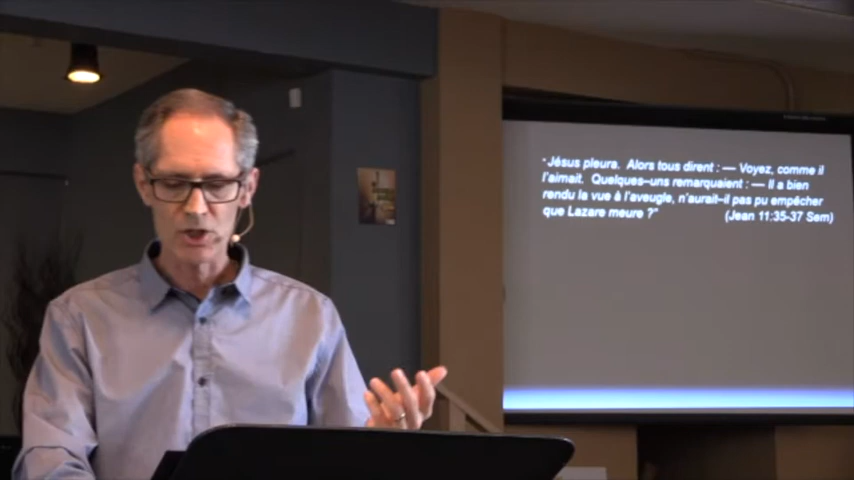 "Jésus pleura. Alors tous dirent : — Voyez, comme il
l'aimait. Quelques–uns remarquaient : — Il a bien
rendu la vue à l'aveugle, n'aurait–il pas pu empêcher
que Lazare meure ?" (Jean 11:35-37 Sem)